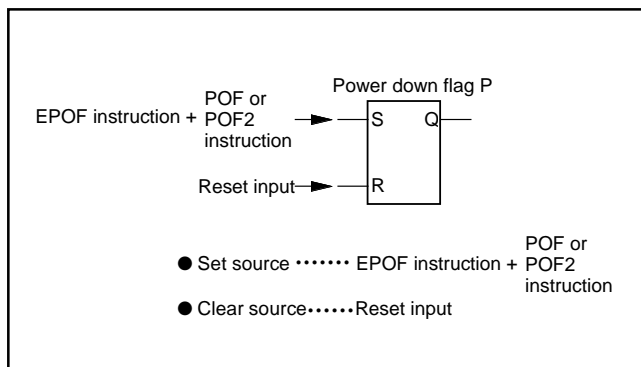 Power down flag P
EPOF instruction + POF or
POF2
instruction
S Q
Reset input
R
● Set source ······· EPOF instruction + POF or
POF2
instruction
● Clear source ······ Reset input